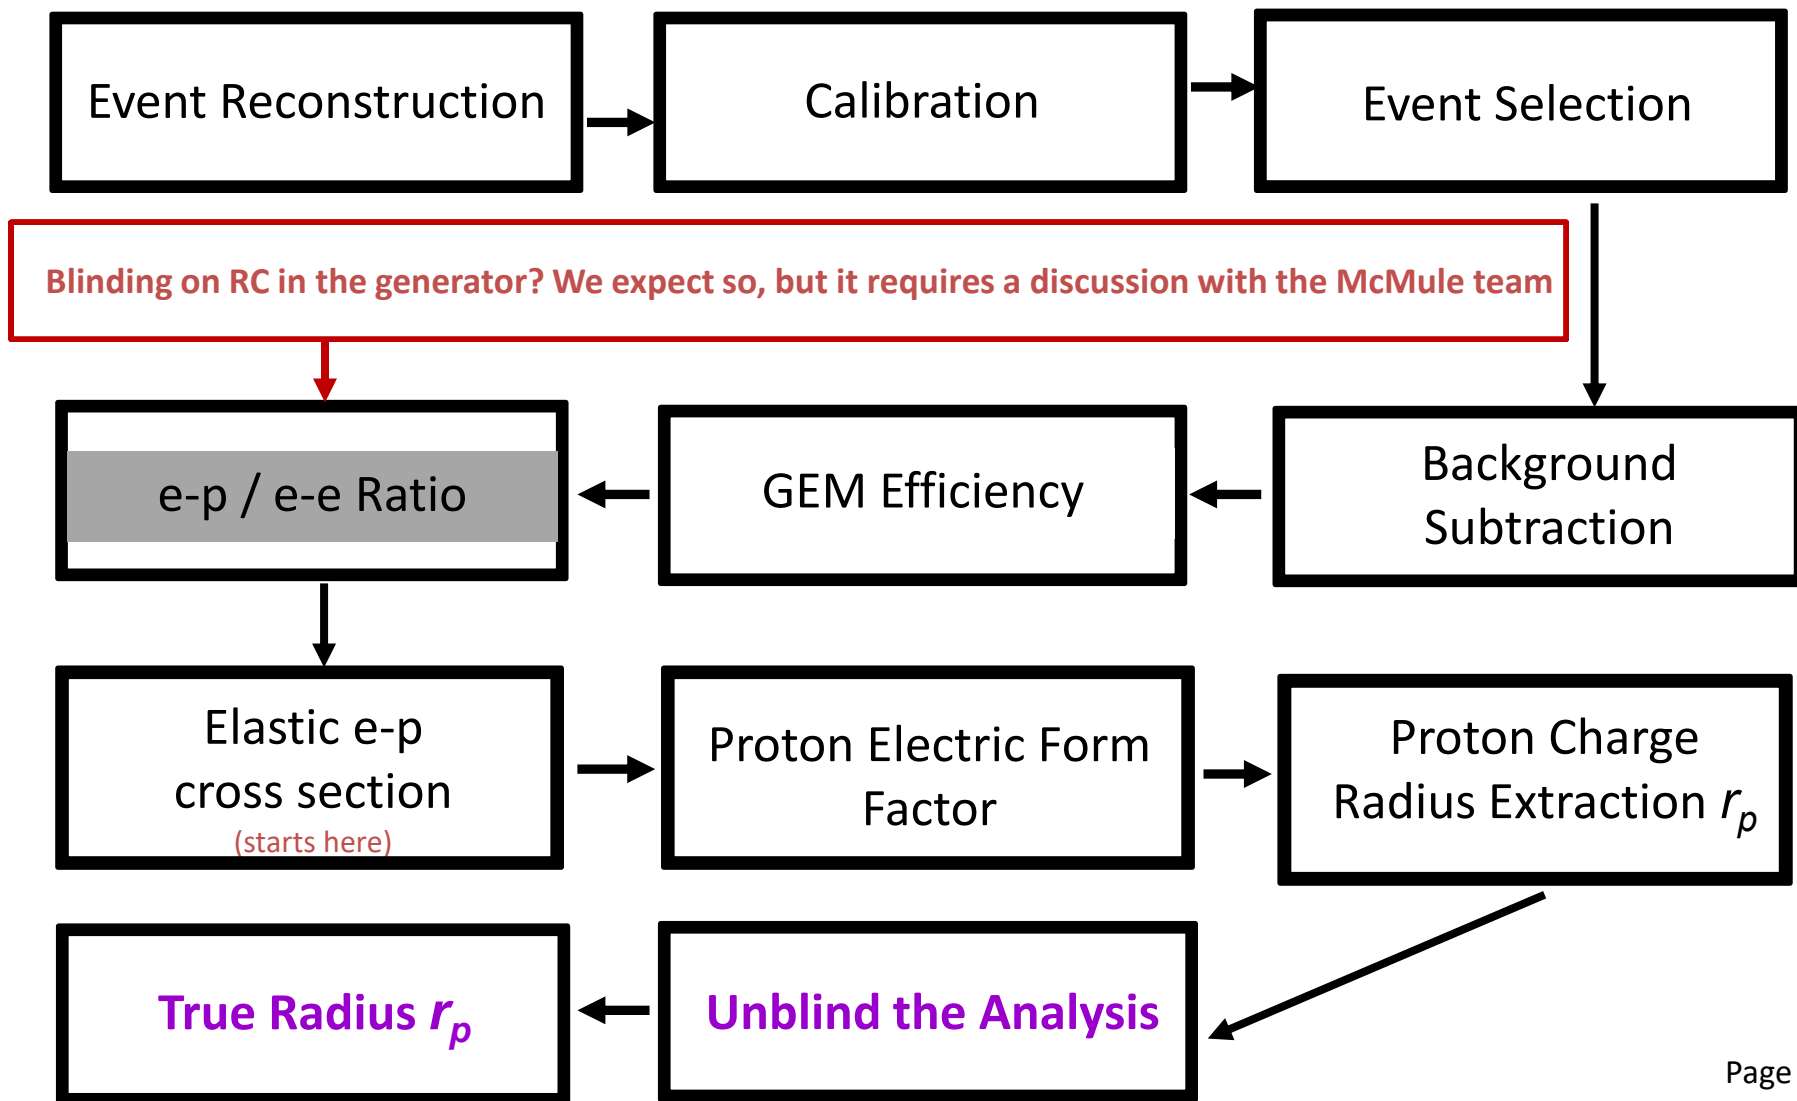 Event Reconstruction
Calibration
Event Selection
Blinding on RC in the generator? We expect so, but it requires a discussion with the McMule team
e-p / e-e Ratio
GEM Efficiency
Background
Subtraction
Elastic e-p
cross section
(starts here)
Proton Electric Form
Factor
Proton Charge
Radius Extraction rₚ
True Radius rₚ
Unblind the Analysis
Page